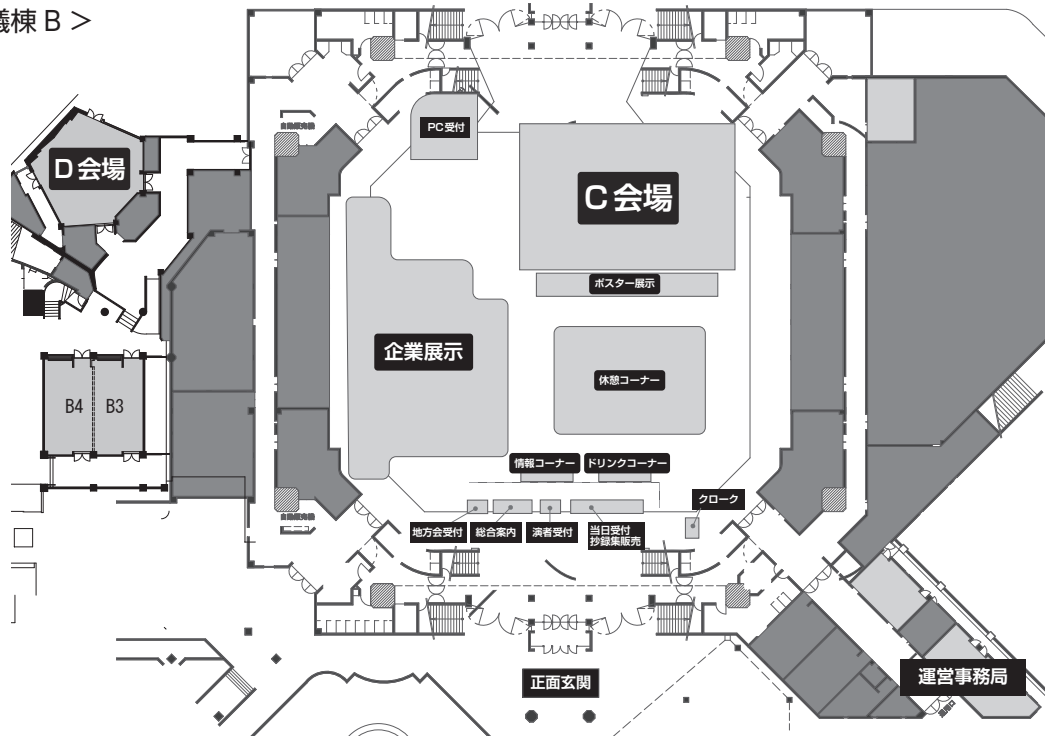 議棟 B >
PC受付
D会場
C会場
ポスター展示
企業展示
休憩コーナー
B4
B3
情報コーナー
ドリンクコーナー
クローク
地方会受付
総合案内
演者受付
当日受付
抄録集販売
運営事務局
正面玄関